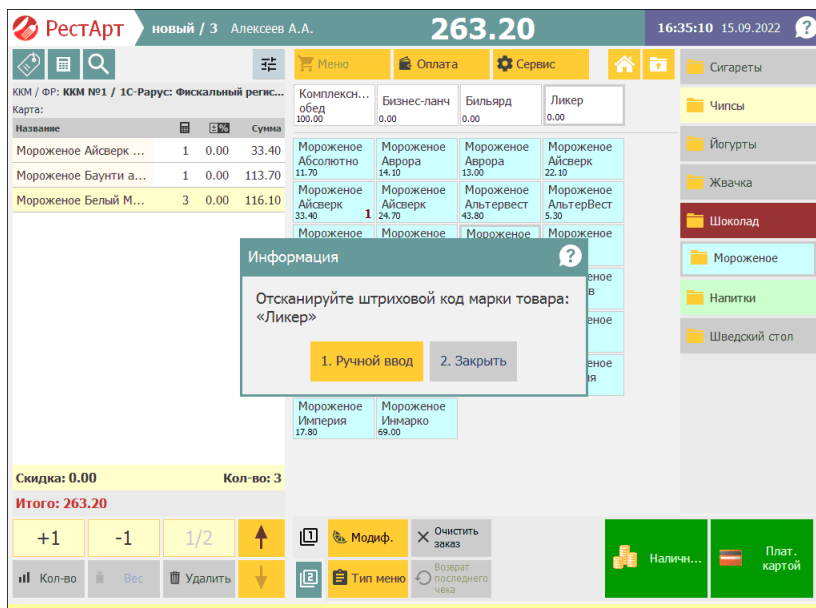 РестАрт
новый / 3 Алексеев А.А.
263.20
16:35:10 15.09.2022
?
Меню
Оплата
Сервис
ККМ / ФР: ККМ №1 / 1С-Рарус: Фискальный регис...
Карта:
Название Сумма
Мороженое Айсверк ... 1 0.00 33.40
Мороженое Баунти а... 1 0.00 113.70
Мороженое Белый М... 3 0.00 116.10
Скидка: 0.00 Кол-во: 3
Итого: 263.20
+1 -1 1/2
Кол-во Вес Удалить
Комплексн...
обед
100.00
Бизнес-ланч
0.00
Бильярд
0.00
Ликер
0.00
Мороженое
Абсолютно
11.70
Мороженое
Аврора
14.10
Мороженое
Аврора
13.00
Мороженое
Айсверк
22.10
Мороженое
Айсверк
33.40 1
Мороженое
Айсверк
24.70
Мороженое
Альтервест
43.80
Мороженое
АльтерВест
5.30
Мороженое
Мороженое
Мороженое
Мороженое
Информация
?
Отсканируйте штриховой код марки товара:
«Ликер»
1. Ручной ввод
2. Закрыть
еное
в
еное
еное
ия
Мороженое
Империя
17.80
Мороженое
Инмарко
69.00
1
Модиф.
Очистить
заказ
2
Тип меню
Возврат
последнего
чека
Сигареты
Чипсы
Йогурты
Жвачка
Шоколад
Мороженое
Напитки
Шведский стол
Наличн...
Плат.
картой